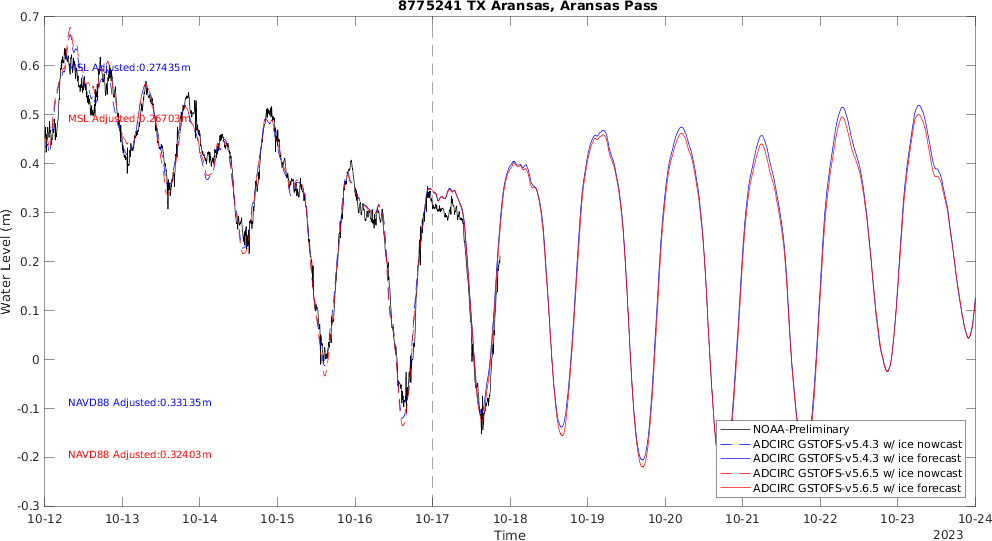 8775241 TX Aransas, Aransas Pass
0.7
0.6
0.5
0.4
0.3
0.2
0.1
0
-0.1
-0.2
-0.3
Water Level (m)
MSL Adjusted:0.27435m
MSL Adjusted:0.26703m
NAVD88 Adjusted:0.33135m
NAVD88 Adjusted:0.32403m
NOAA-Preliminary
ADCIRC GSTOFS-v5.4.3 w/ ice nowcast
ADCIRC GSTOFS-v5.4.3 w/ ice forecast
ADCIRC GSTOFS-v5.6.5 w/ ice nowcast
ADCIRC GSTOFS-v5.6.5 w/ ice forecast
10-12 10-13 10-14 10-15 10-16 10-17 10-18 10-19 10-20 10-21 10-22 10-23 10-24
Time
2023